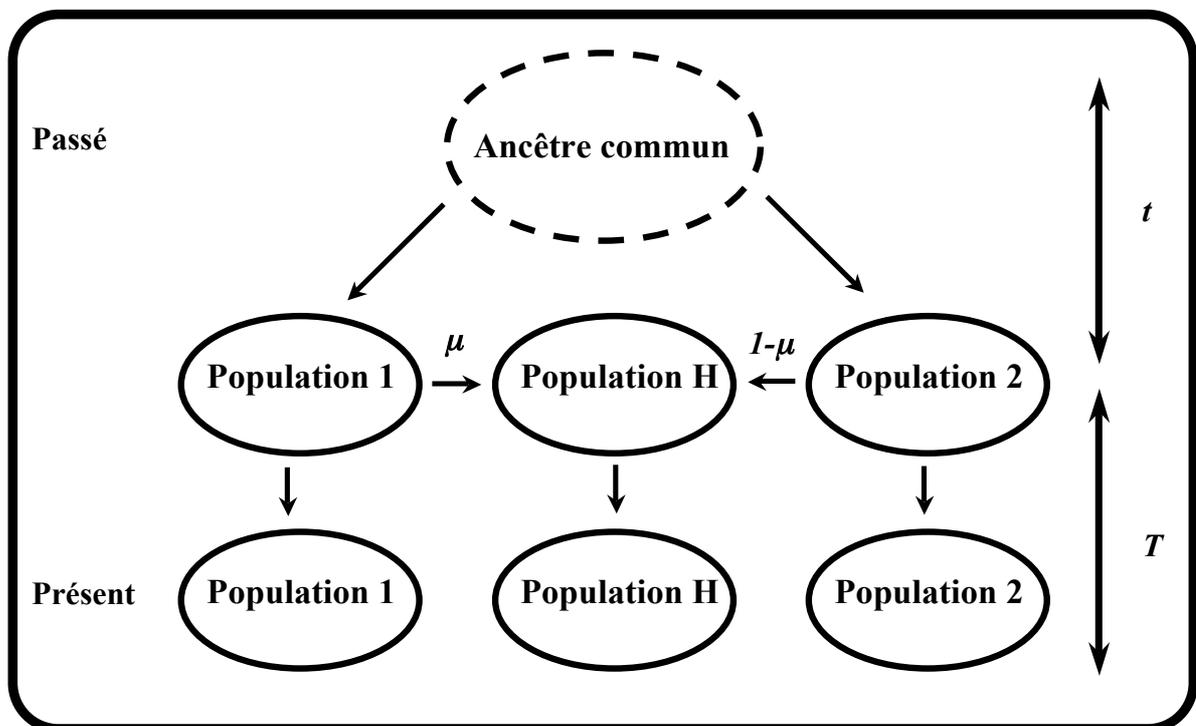 Passé
Ancêtre commun
t
μ
1-μ
Population 1
Population H
Population 2
T
Présent
Population 1
Population H
Population 2